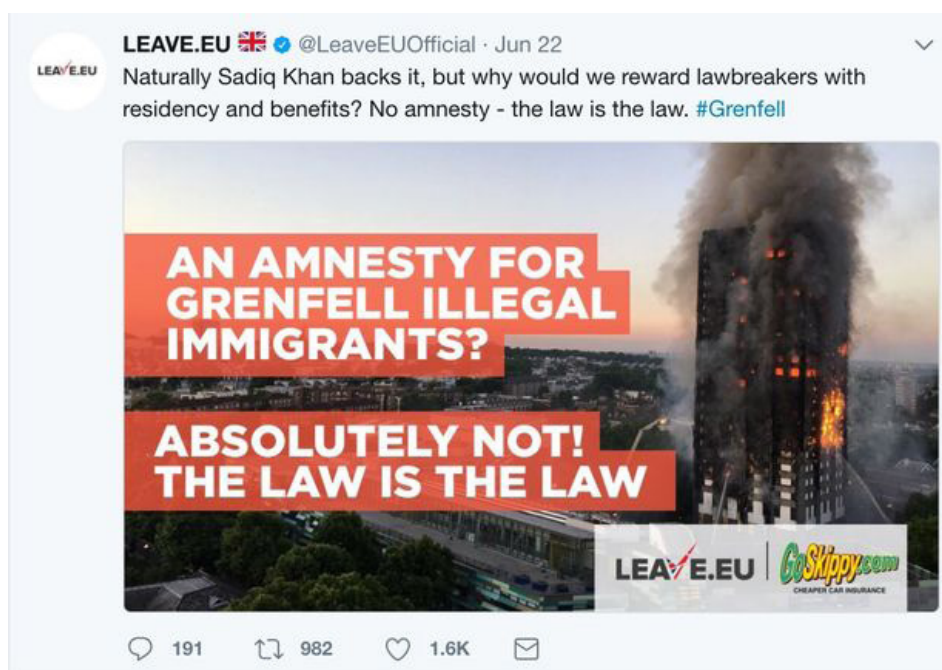 LEAVE.EU 🇬🇧 @LeaveEUOfficial · Jun 22
LEAVE.EU
Naturally Sadiq Khan backs it, but why would we reward lawbreakers with
residency and benefits? No amnesty - the law is the law. #Grenfell
AN AMNESTY FOR
GRENFELL ILLEGAL
IMMIGRANTS?
ABSOLUTELY NOT!
THE LAW IS THE LAW
LEAVE.EU | GoSkippy.com
CHEAPER CAR INSURANCE
191 982 1.6K